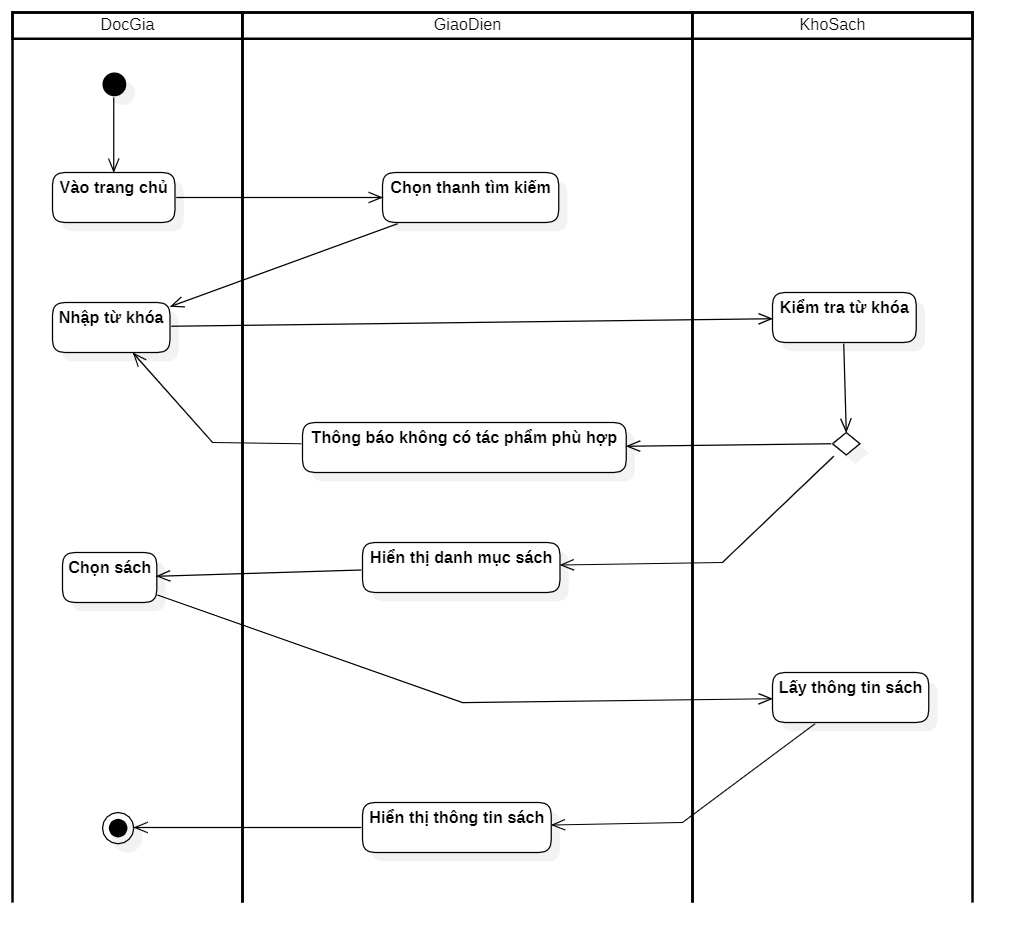 DocGia
GiaoDien
KhoSach
Vào trang chủ
Chọn thanh tìm kiếm
Nhập từ khóa
Kiểm tra từ khóa
Thông báo không có tác phẩm phù hợp
Hiển thị danh mục sách
Chọn sách
Lấy thông tin sách
Hiển thị thông tin sách